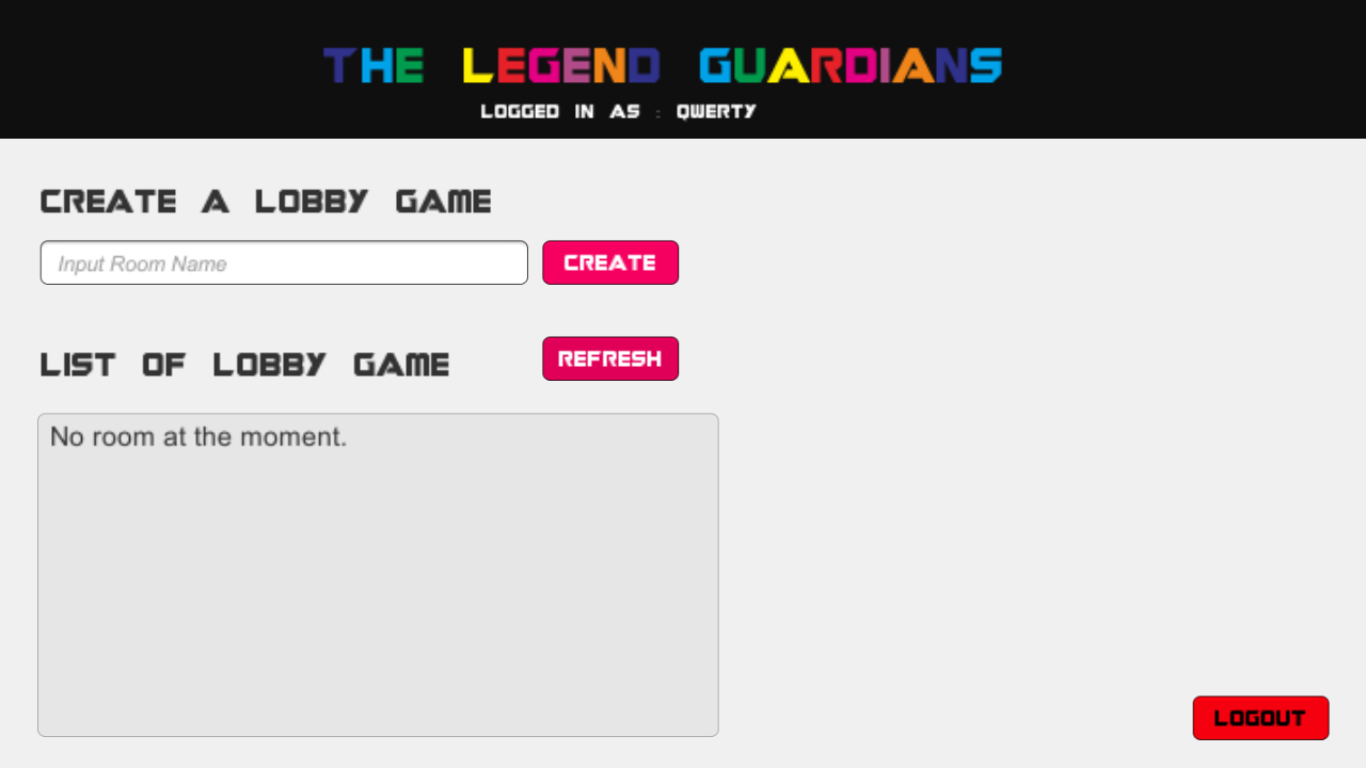 THE LEGEND GUARDIANS
LOGGED IN AS : QWERTY
CREATE A LOBBY GAME
Input Room Name
CREATE
LIST OF LOBBY GAME
REFRESH
No room at the moment.
LOGOUT